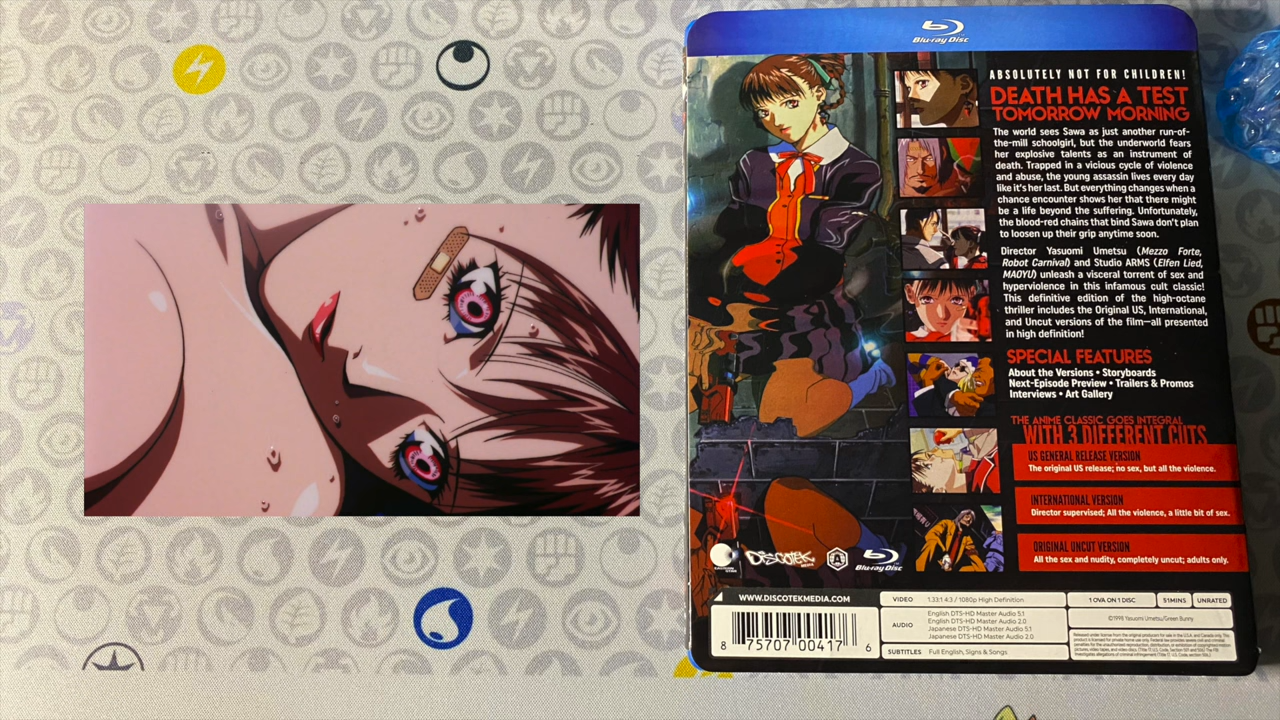 Blu-ray Disc
ABSOLUTELY NOT FOR CHILDREN!
DEATH HAS A TEST
TOMORROW MORNING
The world sees Sawa as just another run-of-
the-mill schoolgirl, but the underworld fears
her explosive talents as an instrument of
death. Trapped in a vicious cycle of violence
and abuse, the young assassin lives every day
like it's her last. But everything changes when a
chance encounter shows her that there might
be a life beyond the suffering. Unfortunately,
the blood-red chains that bind Sawa don't plan
to loosen up their grip anytime soon.
Director Yasuomi Umetsu (Mezzo Forte,
Robot Carnival) and Studio ARMS (Elfen Lied,
MAOYU) unleash a visceral torrent of sex and
hyperviolence in this infamous cult classic!
This definitive edition of the high-octane
thriller includes the Original US, International,
and Uncut versions of the film—all presented
in high definition!
SPECIAL FEATURES
About the Versions • Storyboards
Next-Episode Preview • Trailers & Promos
Interviews • Art Gallery
THE ANIME CLASSIC GOES INTEGRAL
WITH 3 DIFFERENT CUTS
US GENERAL RELEASE VERSION
The original US release; no sex, but all the violence.
INTERNATIONAL VERSION
Director supervised; All the violence, a little bit of sex.
ORIGINAL UNCUT VERSION
All the sex and nudity, completely uncut; adults only.
DISCOTEK
MEDIA
A
Blu-ray Disc
WWW.DISCOTEKMEDIA.COM
8 75707 00417 6
VIDEO 1.33:1 4:3 / 1080p High Definition
AUDIO
English DTS-HD Master Audio 5.1
English DTS-HD Master Audio 2.0
Japanese DTS-HD Master Audio 5.1
Japanese DTS-HD Master Audio 2.0
SUBTITLES Full English, Signs & Songs
1 OVA ON 1 DISC 51MINS UNRATED
©1998 Yasuomi Umetsu/Green Bunny